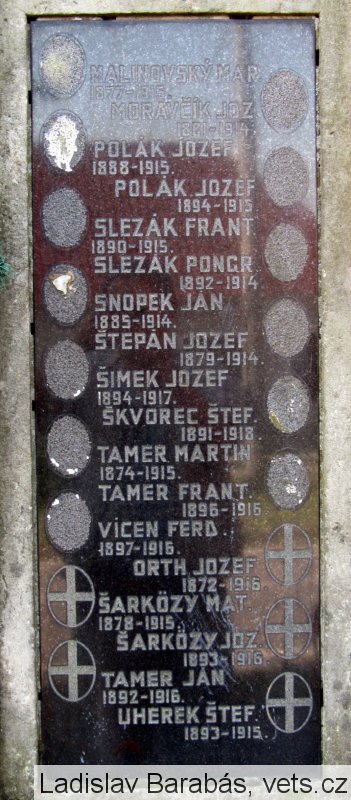 MALINOVSKÝ MAR.
1877-1915.
MORAVČÍK JOZ.
1891-1914.
POLÁK JOZEF
1888-1915.
POLÁK JOZEF
1894-1915
SLEZÁK FRANT
1890-1915.
SLEZÁK PONGR
1892-1914
SNOPEK JÁN
1885-1914.
ŠTEPÁN JOZEF
1879-1914.
ŠIMEK JOZEF
1894-1917.
ŠKVOREC ŠTEF.
1891-1918.
TAMER MARTIN
1874-1915.
TAMER FRANT.
1896-1916
VÍCEN FERD.
1897-1916.
ORTH JOZEF
1872-1916.
ŠARKÖZY MAT.
1878-1915.
ŠARKÖZY JOZ.
1893-1916.
TAMER JÁN
1892-1916.
UHEREK ŠTEF.
1893-1915.
Ladislav Barabás, vets.cz